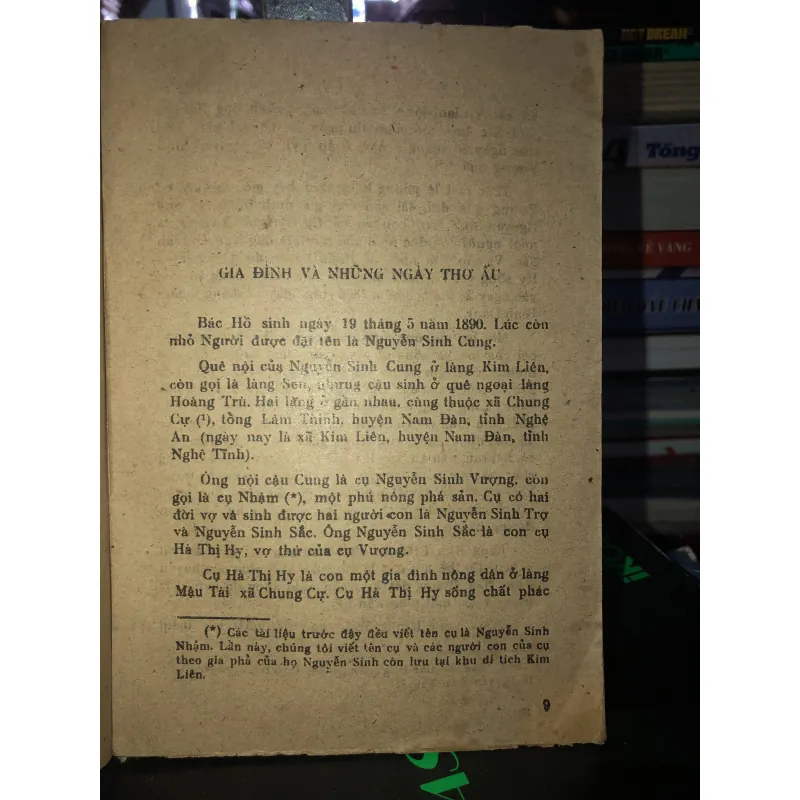 GIA ĐÌNH VÀ NHỮNG NGÀY THƠ ẤU
Bác Hồ sinh ngày 19 tháng 5 năm 1890. Lúc còn
nhỏ Người được đặt tên là Nguyễn Sinh Cung.
Quê nội của Nguyễn Sinh Cung ở làng Kim Liên,
còn gọi là làng Sen, nhưng cậu sinh ở quê ngoại làng
Hoàng Trù. Hai làng ở gần nhau, cùng thuộc xã Chung
Cự (¹), tổng Lâm Thịnh, huyện Nam Đàn, tỉnh Nghệ
An (ngày nay là xã Kim Liên, huyện Nam Đàn, tỉnh
Nghệ Tĩnh).
Ông nội cậu Cung là cụ Nguyễn Sinh Vượng, còn
gọi là cụ Nhậm (*), một phú nông phá sản. Cụ có hai
đời vợ và sinh được hai người con là Nguyễn Sinh Trợ
và Nguyễn Sinh Sắc. Ông Nguyễn Sinh Sắc là con cụ
Hà Thị Hy, vợ thứ của cụ Vượng.
Cụ Hà Thị Hy là con một gia đình nông dân ở làng
Mậu Tài xã Chung Cự. Cụ Hà Thị Hy sống chất phác
(*) Các tài liệu trước đây đều viết tên cụ là Nguyễn Sinh
Nhậm. Lần này, chúng tôi viết tên cụ và các người con của cụ
theo gia phả của họ Nguyễn Sinh còn lưu tại khu di tích Kim
Liên.
9
HOT DREAM
4 Tổng
VẺ VANG